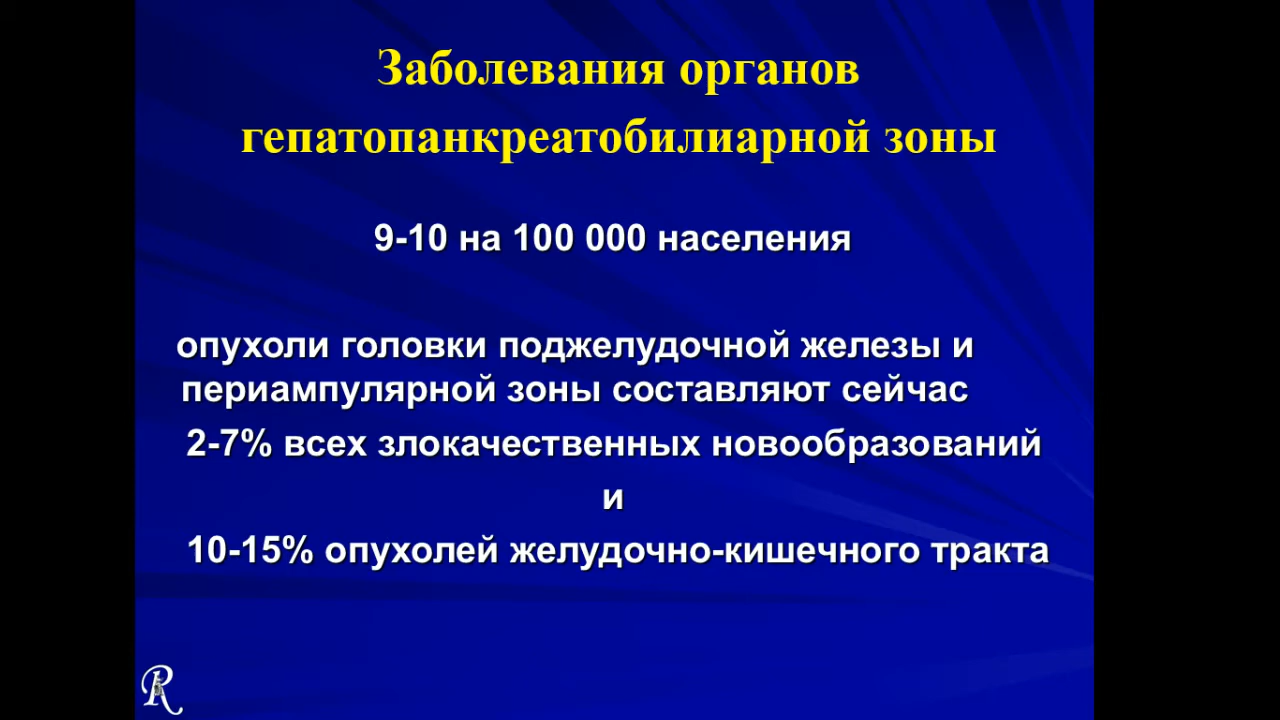 Заболевания органов
гепатопанкреатобилиарной зоны
9-10 на 100 000 населения
опухоли головки поджелудочной железы и
периампулярной зоны составляют сейчас
2-7% всех злокачественных новообразований
и
10-15% опухолей желудочно-кишечного тракта
R